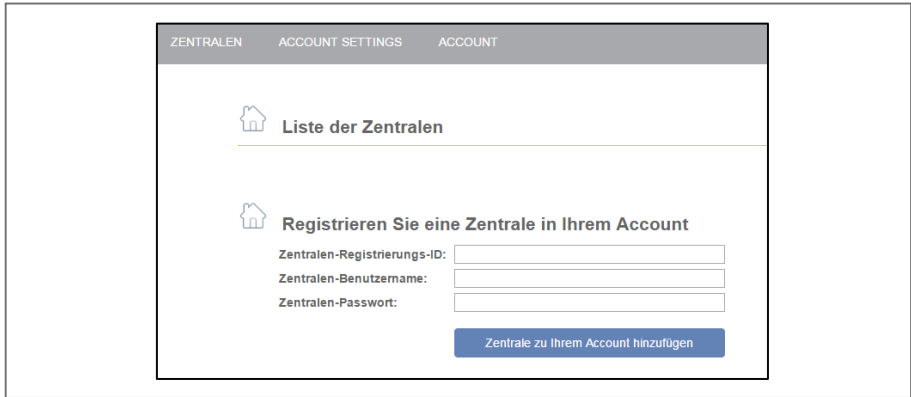 ZENTRALEN ACCOUNT SETTINGS ACCOUNT
Liste der Zentralen
Registrieren Sie eine Zentrale in Ihrem Account
Zentralen-Registrierungs-ID:
Zentralen-Benutzername:
Zentralen-Passwort:
Zentrale zu Ihrem Account hinzufügen